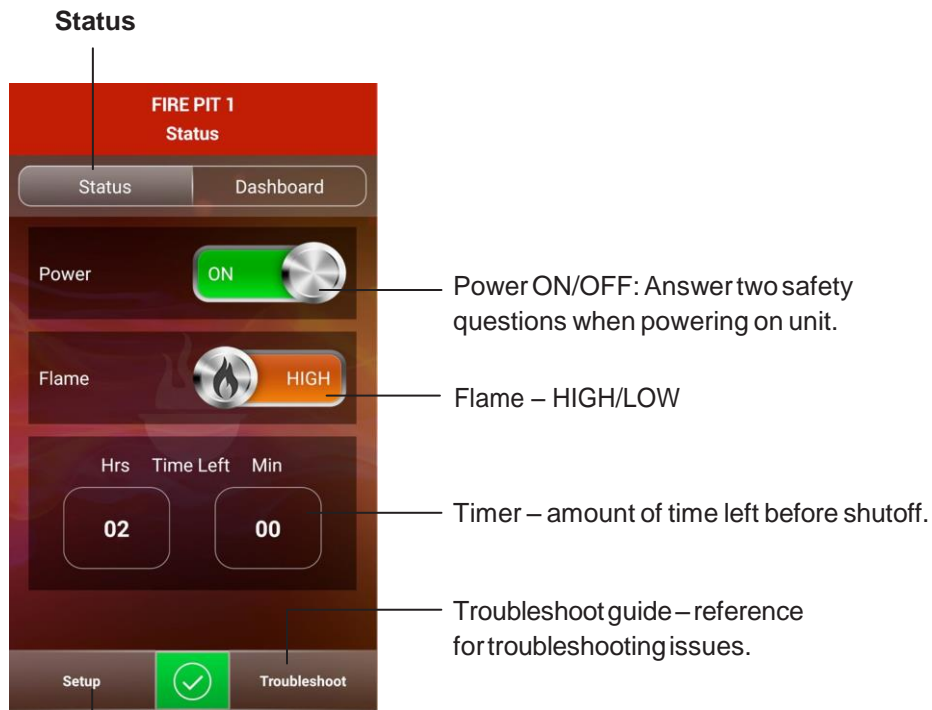 Status
FIRE PIT 1
Status
Status Dashboard
Power ON
Power ON/OFF: Answer two safety
questions when powering on unit.
Flame HIGH
Flame – HIGH/LOW
Hrs Time Left Min
02 00
Timer – amount of time left before shutoff.
Troubleshoot guide – reference
for troubleshooting issues.
Setup Troubleshoot